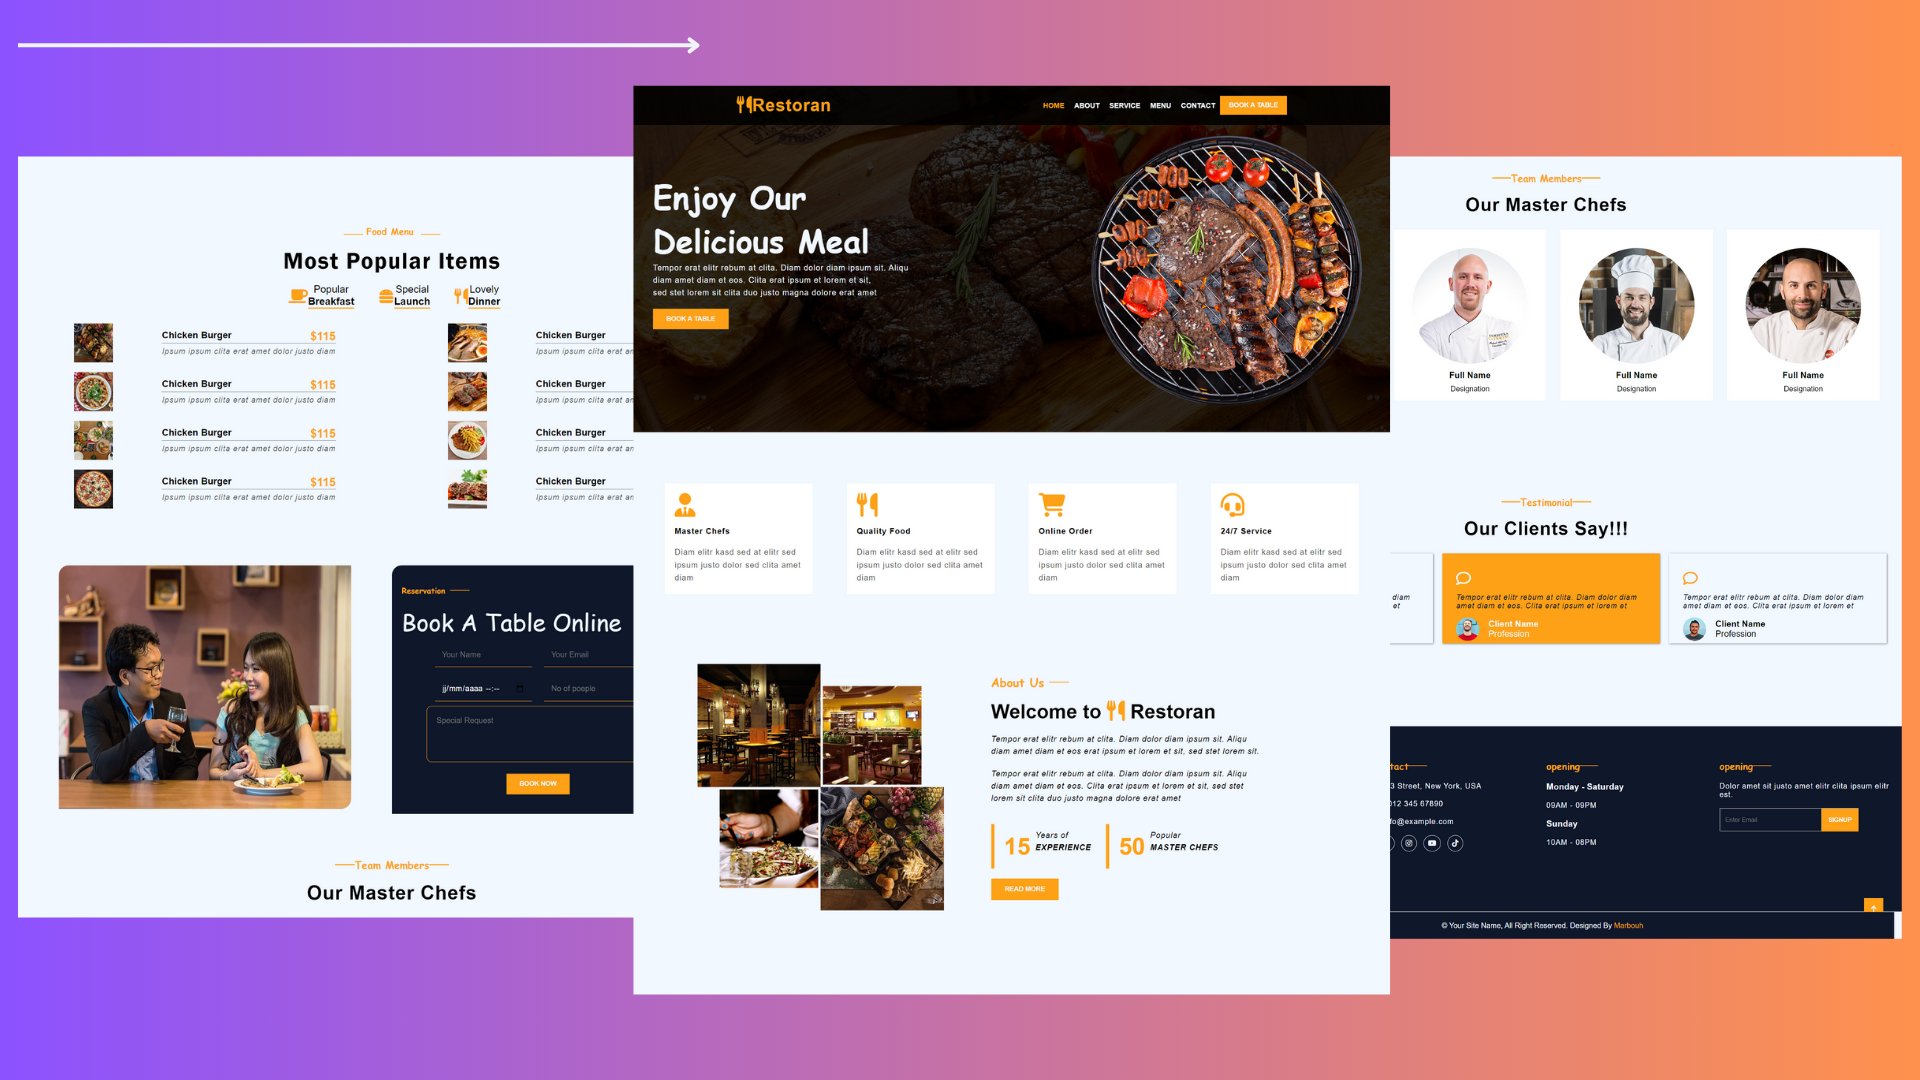 Food Menu
Most Popular Items
Popular
Breakfast
Special
Launch
Lovely
Dinner
Chicken Burger
$115
Ipsum ipsum clita erat amet dolor justo diam
Chicken Burger
$115
Ipsum ipsum clita erat amet dolor justo diam
Chicken Burger
$115
Ipsum ipsum clita erat amet dolor justo diam
Chicken Burger
$115
Ipsum ipsum clita erat amet dolor justo diam
Chicken Burger
Ipsum ipsum clita erat
Chicken Burger
Ipsum ipsum clita erat
Chicken Burger
Ipsum ipsum clita erat
Chicken Burger
Ipsum ipsum clita erat
Reservation
Book A Table Online
Your Name
Your Email
jj/mm/aaaa --:--
No of poeple
Special Request
BOOK NOW
Team Members
Our Master Chefs
Restoran
HOME ABOUT SERVICE MENU CONTACT BOOK A TABLE
Enjoy Our
Delicious Meal
Tempor erat elitr rebum at clita. Diam dolor diam ipsum sit. Aliqu
diam amet diam et eos. Clita erat ipsum et lorem et sit,
sed stet lorem sit clita duo justo magna dolore erat amet
BOOK A TABLE
Master Chefs
Diam elitr kasd sed at elitr sed
ipsum justo dolor sed clita amet
diam
Quality Food
Diam elitr kasd sed at elitr sed
ipsum justo dolor sed clita amet
diam
Online Order
Diam elitr kasd sed at elitr sed
ipsum justo dolor sed clita amet
diam
24/7 Service
Diam elitr kasd sed at elitr sed
ipsum justo dolor sed clita amet
diam
About Us
Welcome to Restoran
Tempor erat elitr rebum at clita. Diam dolor diam ipsum sit. Aliqu
diam amet diam et eos erat ipsum et lorem et sit, sed stet lorem sit.
Tempor erat elitr rebum at clita. Diam dolor diam ipsum sit. Aliqu
diam amet diam et eos. Clita erat ipsum et lorem et sit, sed stet
lorem sit clita duo justo magna dolore erat amet
15
Years of
EXPERIENCE
50
Popular
MASTER CHEFS
READ MORE
Team Members
Our Master Chefs
Full Name
Designation
Full Name
Designation
Full Name
Designation
Testimonial
Our Clients Say!!!
diam
et
Tempor erat elitr rebum at clita. Diam dolor diam
amet diam et eos. Clita erat ipsum et lorem et
Client Name
Profession
Tempor erat elitr rebum at clita. Diam dolor diam
amet diam et eos. Clita erat ipsum et lorem et
Client Name
Profession
tact
3 Street, New York, USA
012 345 67890
fo@example.com
opening
Monday - Saturday
09AM - 09PM
Sunday
10AM - 08PM
opening
Dolor amet sit justo amet elitr clita ipsum elitr
est.
Enter Email
SIGNUP
© Your Site Name, All Right Reserved. Designed By Marbouh